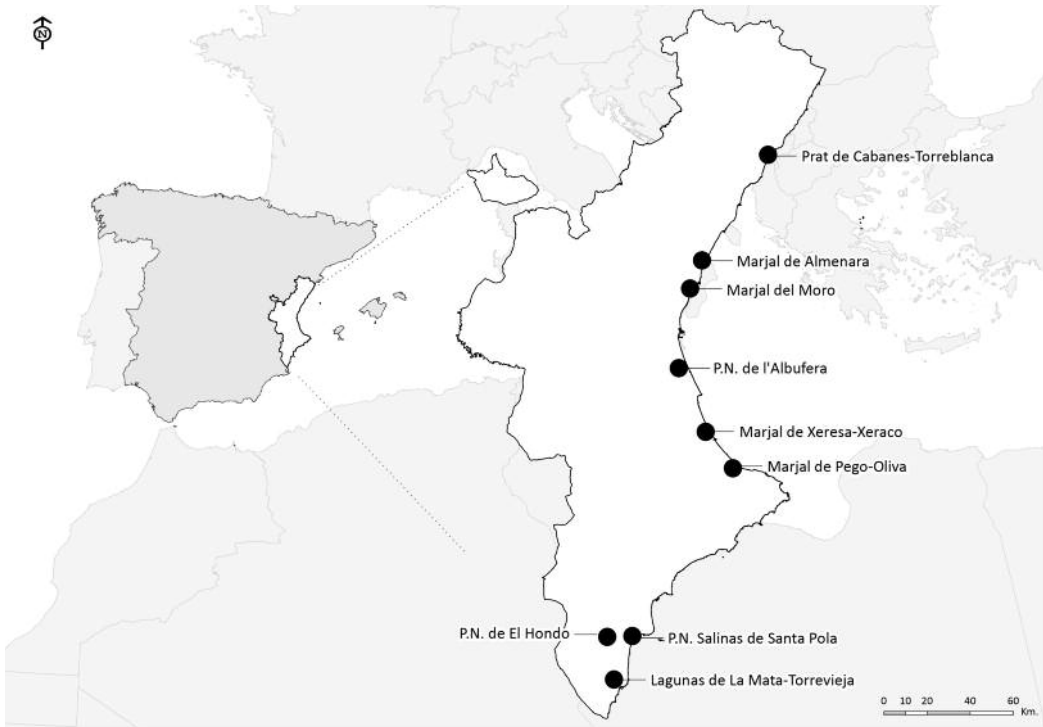 N
Prat de Cabanes-Torreblanca
Marjal de Almenara
Marjal del Moro
P.N. de l'Albufera
Marjal de Xeresa-Xeraco
Marjal de Pego-Oliva
P.N. de El Hondo
P.N. Salinas de Santa Pola
Lagunas de La Mata-Torrevieja
0 10 20 40 60
Km.